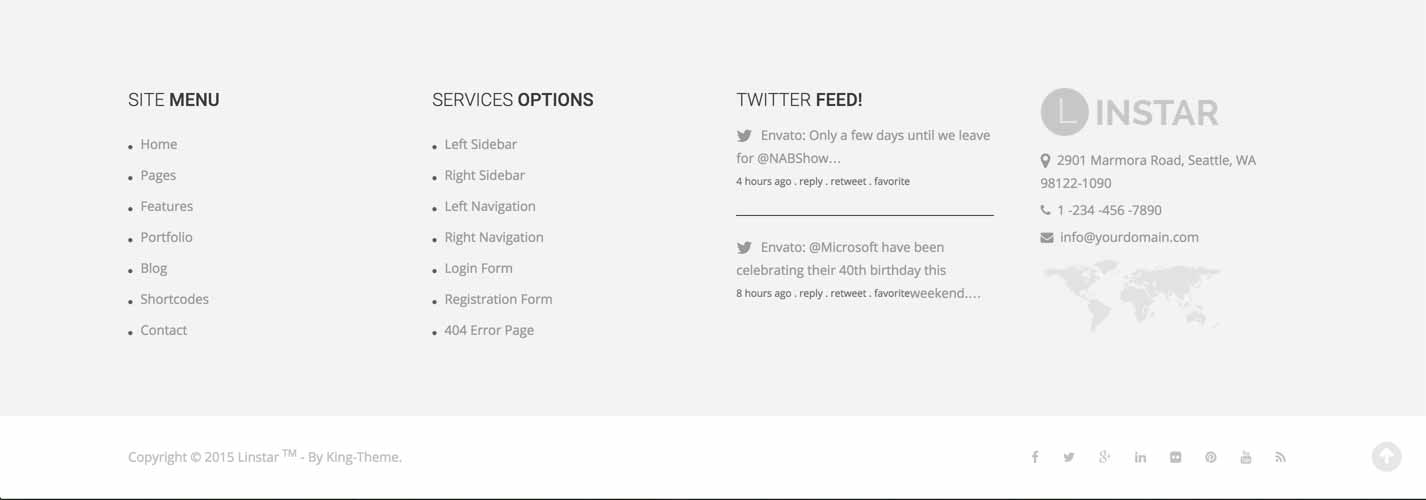 SITE MENU
Home
Pages
Features
Portfolio
Blog
Shortcodes
Contact
SERVICES OPTIONS
Left Sidebar
Right Sidebar
Left Navigation
Right Navigation
Login Form
Registration Form
404 Error Page
TWITTER FEED!
Envato: Only a few days until we leave
for @NABShow…
4 hours ago . reply . retweet . favorite
Envato: @Microsoft have been
celebrating their 40th birthday this
8 hours ago . reply . retweet . favoriteweekend.…
LINSTAR
2901 Marmora Road, Seattle, WA
98122-1090
1 -234 -456 -7890
info@yourdomain.com
Copyright © 2015 Linstar TM - By King-Theme.